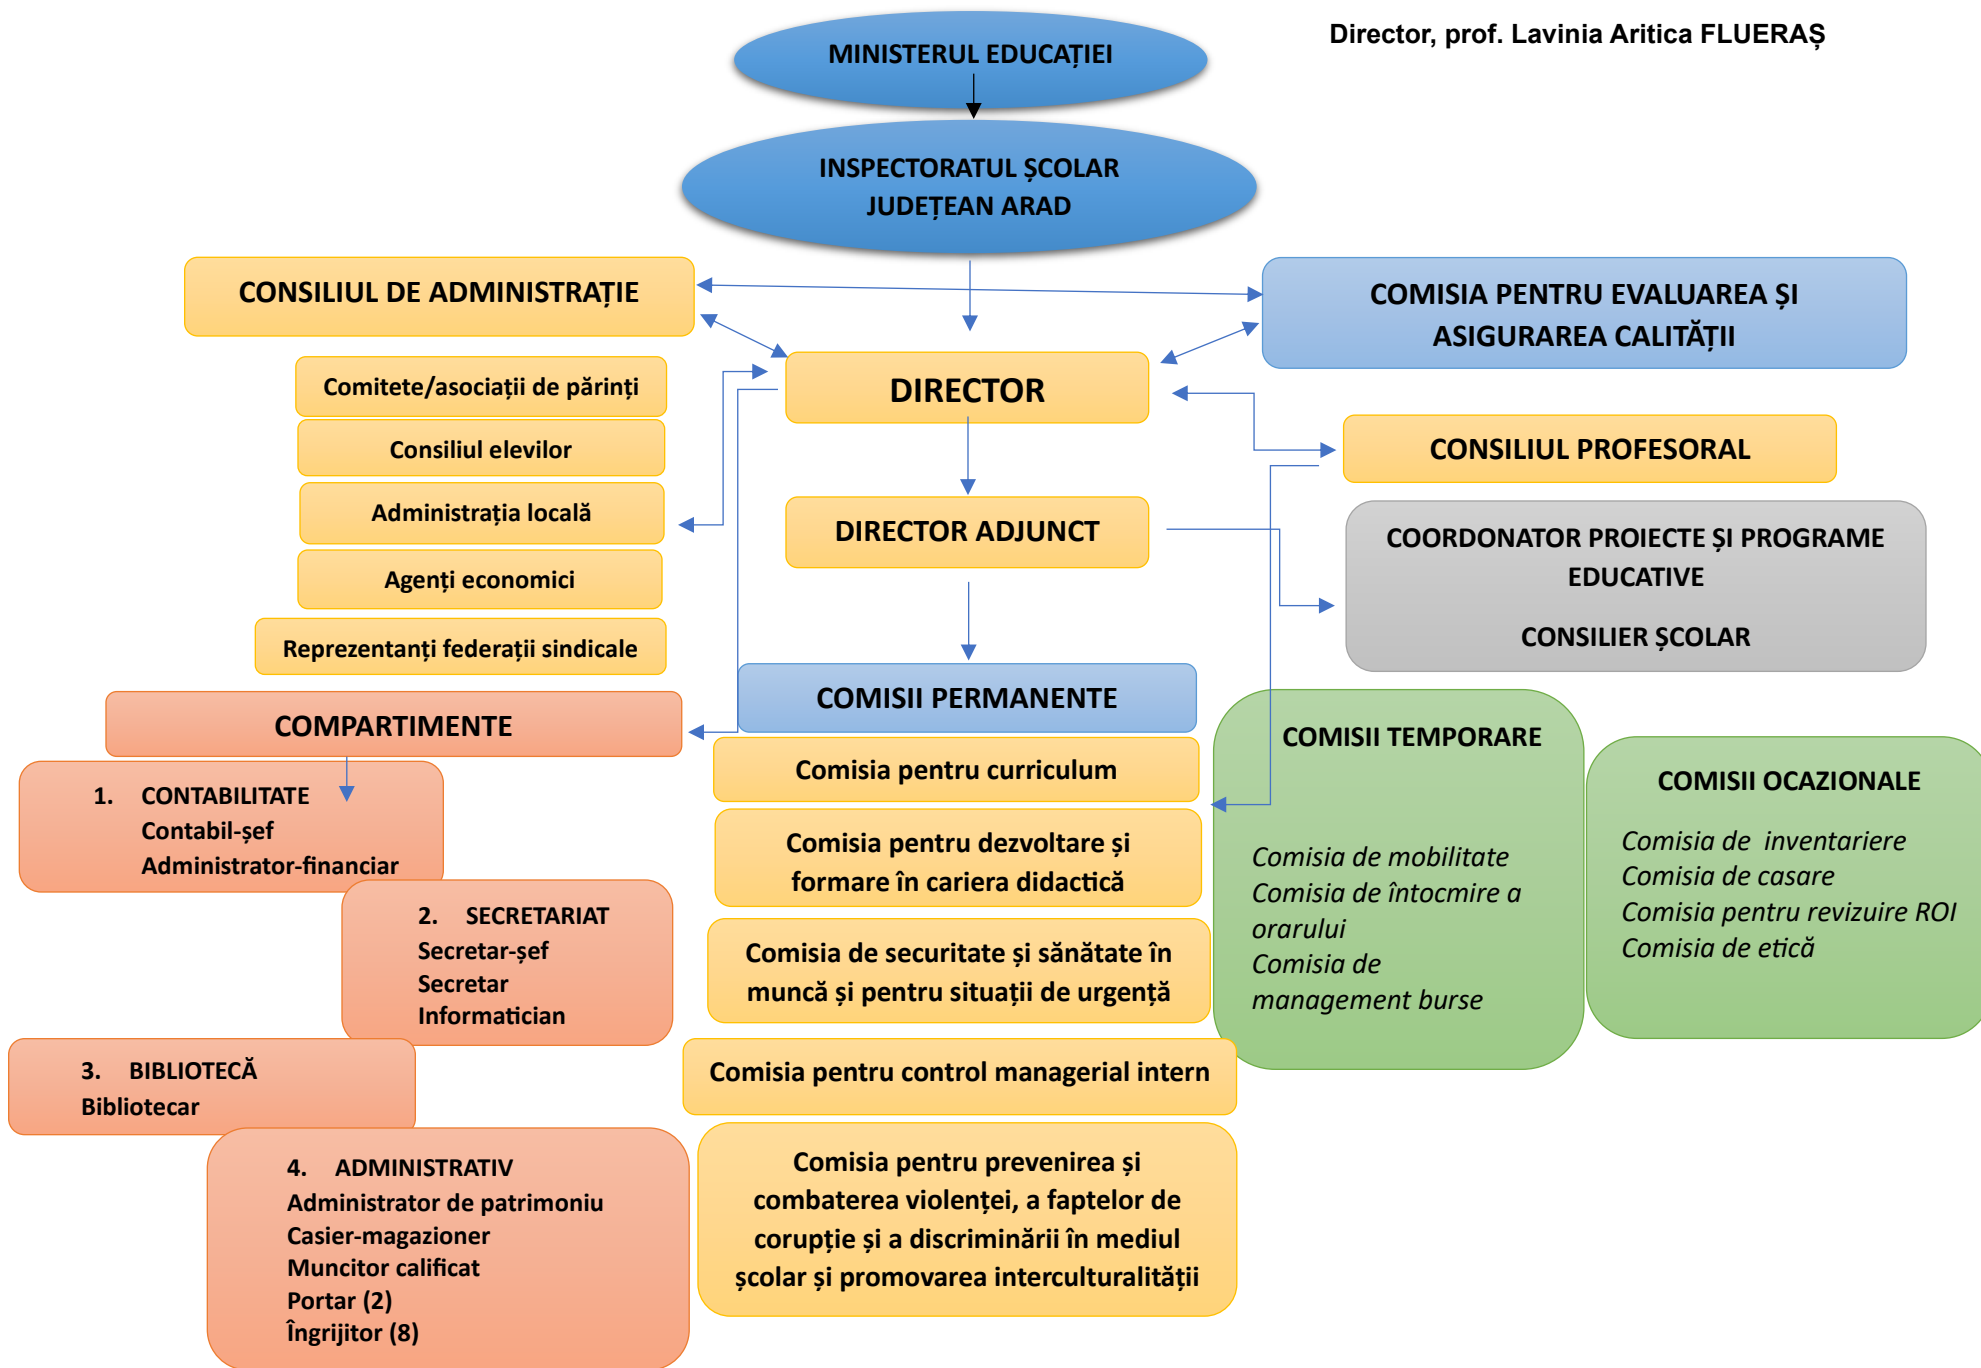 Director, prof. Lavinia Aritica FLUERAȘ
MINISTERUL EDUCAȚIEI
INSPECTORATUL ȘCOLAR
JUDEȚEAN ARAD
CONSILIUL DE ADMINISTRAȚIE
COMISIA PENTRU EVALUAREA ȘI
ASIGURAREA CALITĂȚII
DIRECTOR
Comitete/asociații de părinți
Consiliul elevilor
Administrația locală
Agenți economici
Reprezentanți federații sindicale
CONSILIUL PROFESORAL
DIRECTOR ADJUNCT
COORDONATOR PROIECTE ȘI PROGRAME
EDUCATIVE
CONSILIER ȘCOLAR
COMPARTIMENTE
1. CONTABILITATE
Contabil-șef
Administrator-financiar
2. SECRETARIAT
Secretar-șef
Secretar
Informatician
3. BIBLIOTECĂ
Bibliotecar
4. ADMINISTRATIV
Administrator de patrimoniu
Casier-magazioner
Muncitor calificat
Portar (2)
Îngrijitor (8)
COMISII PERMANENTE
Comisia pentru curriculum
Comisia pentru dezvoltare și
formare în cariera didactică
Comisia de securitate și sănătate în
muncă și pentru situații de urgență
Comisia pentru control managerial intern
Comisia pentru prevenirea și
combaterea violenței, a faptelor de
corupție și a discriminării în mediul
școlar și promovarea interculturalității
COMISII TEMPORARE
Comisia de mobilitate
Comisia de întocmire a
orarului
Comisia de
management burse
COMISII OCAZIONALE
Comisia de inventariere
Comisia de casare
Comisia pentru revizuire ROI
Comisia de etică